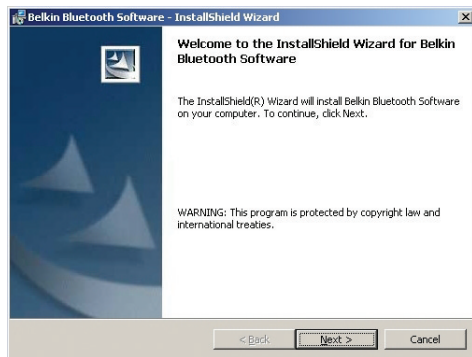 Belkin Bluetooth Software - InstallShield Wizard
Welcome to the InstallShield Wizard for Belkin
Bluetooth Software
The InstallShield(R) Wizard will install Belkin Bluetooth Software
on your computer. To continue, click Next.
WARNING: This program is protected by copyright law and
international treaties.
< Back
Next >
Cancel